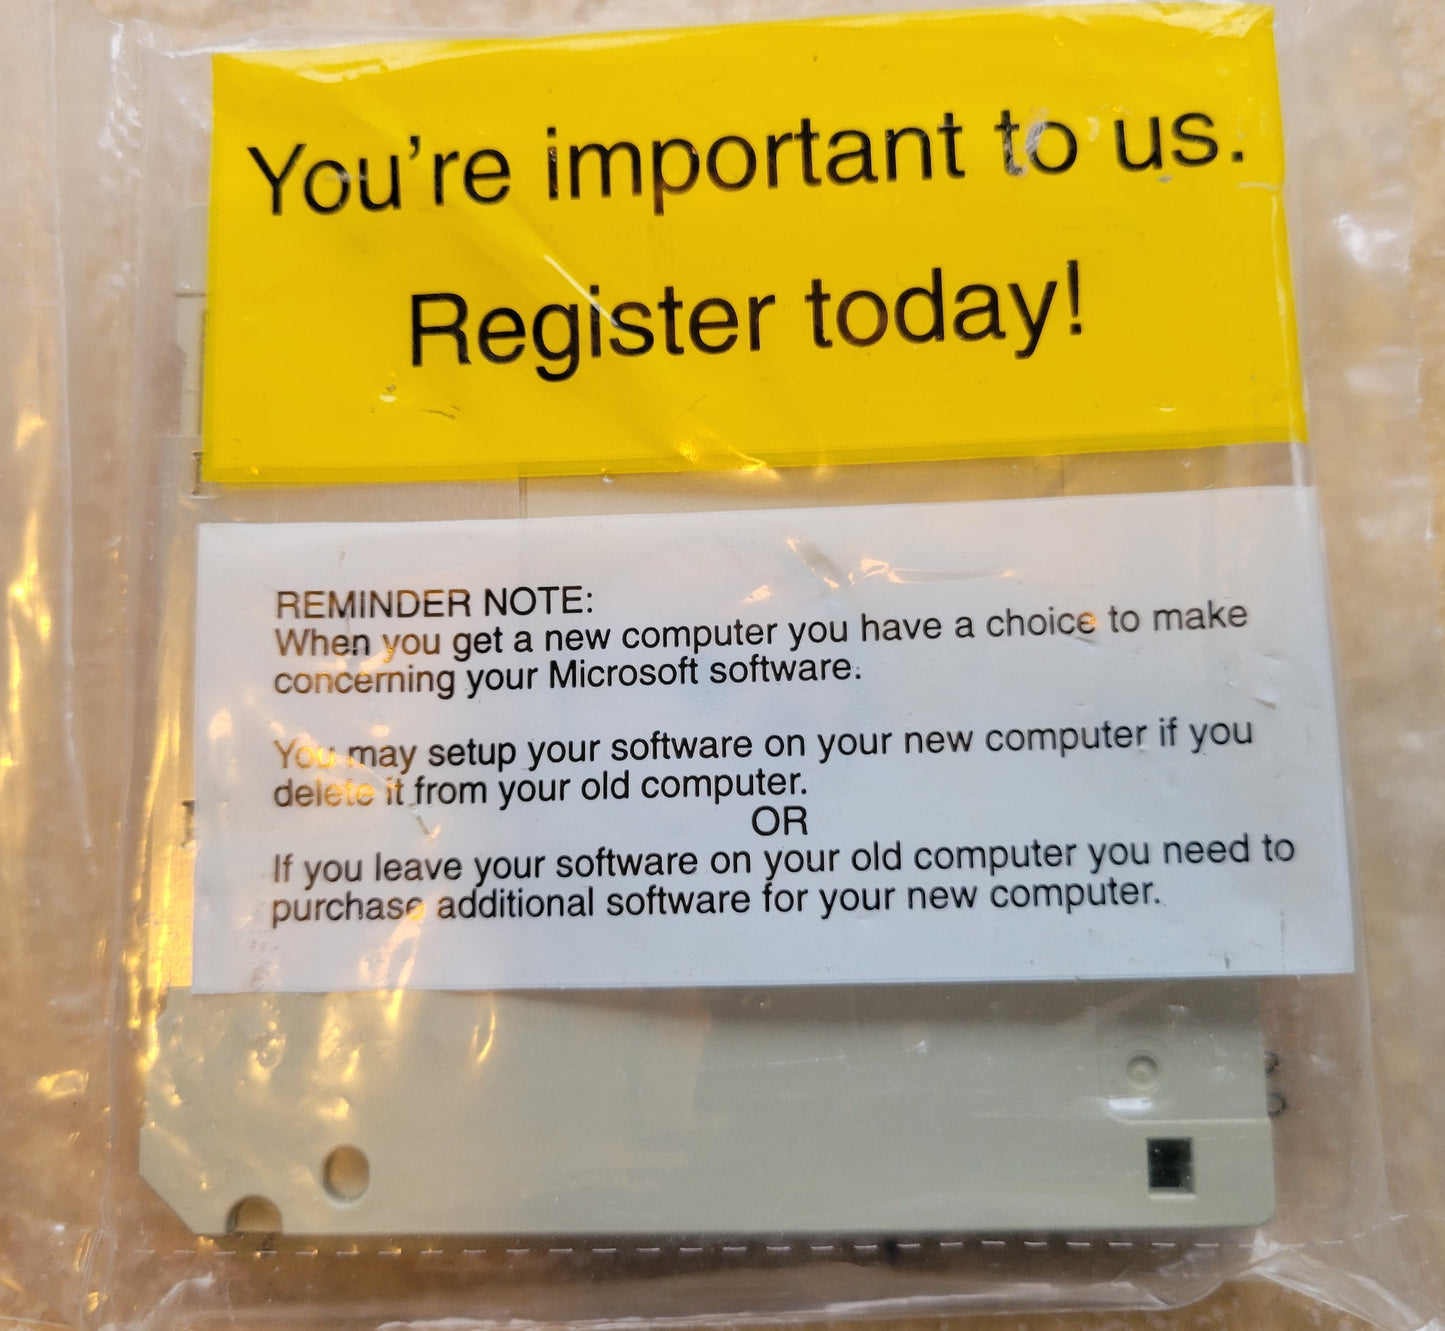 You're important to us.
Register today!
REMINDER NOTE:
When you get a new computer you have a choice to make
concerning your Microsoft software.
You may setup your software on your new computer if you
delete it from your old computer.
OR
If you leave your software on your old computer you need to
purchase additional software for your new computer.